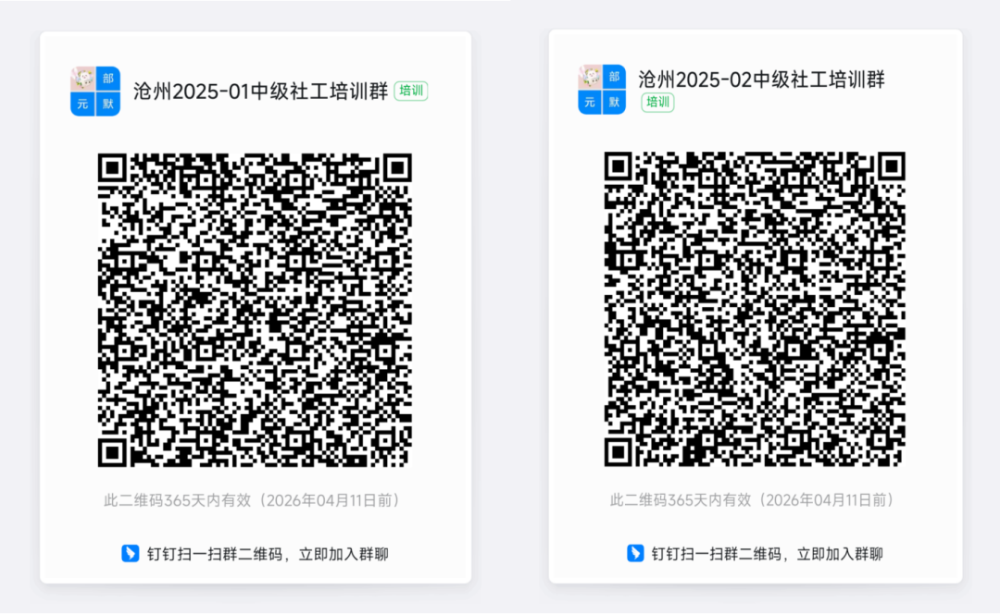 部
元 默
沧州2025-01中级社工培训群 培训
此二维码365天内有效（2026年04月11日前）
钉钉扫一扫群二维码，立即加入群聊
部
元 默
沧州2025-02中级社工培训群
培训
此二维码365天内有效（2026年04月11日前）
钉钉扫一扫群二维码，立即加入群聊